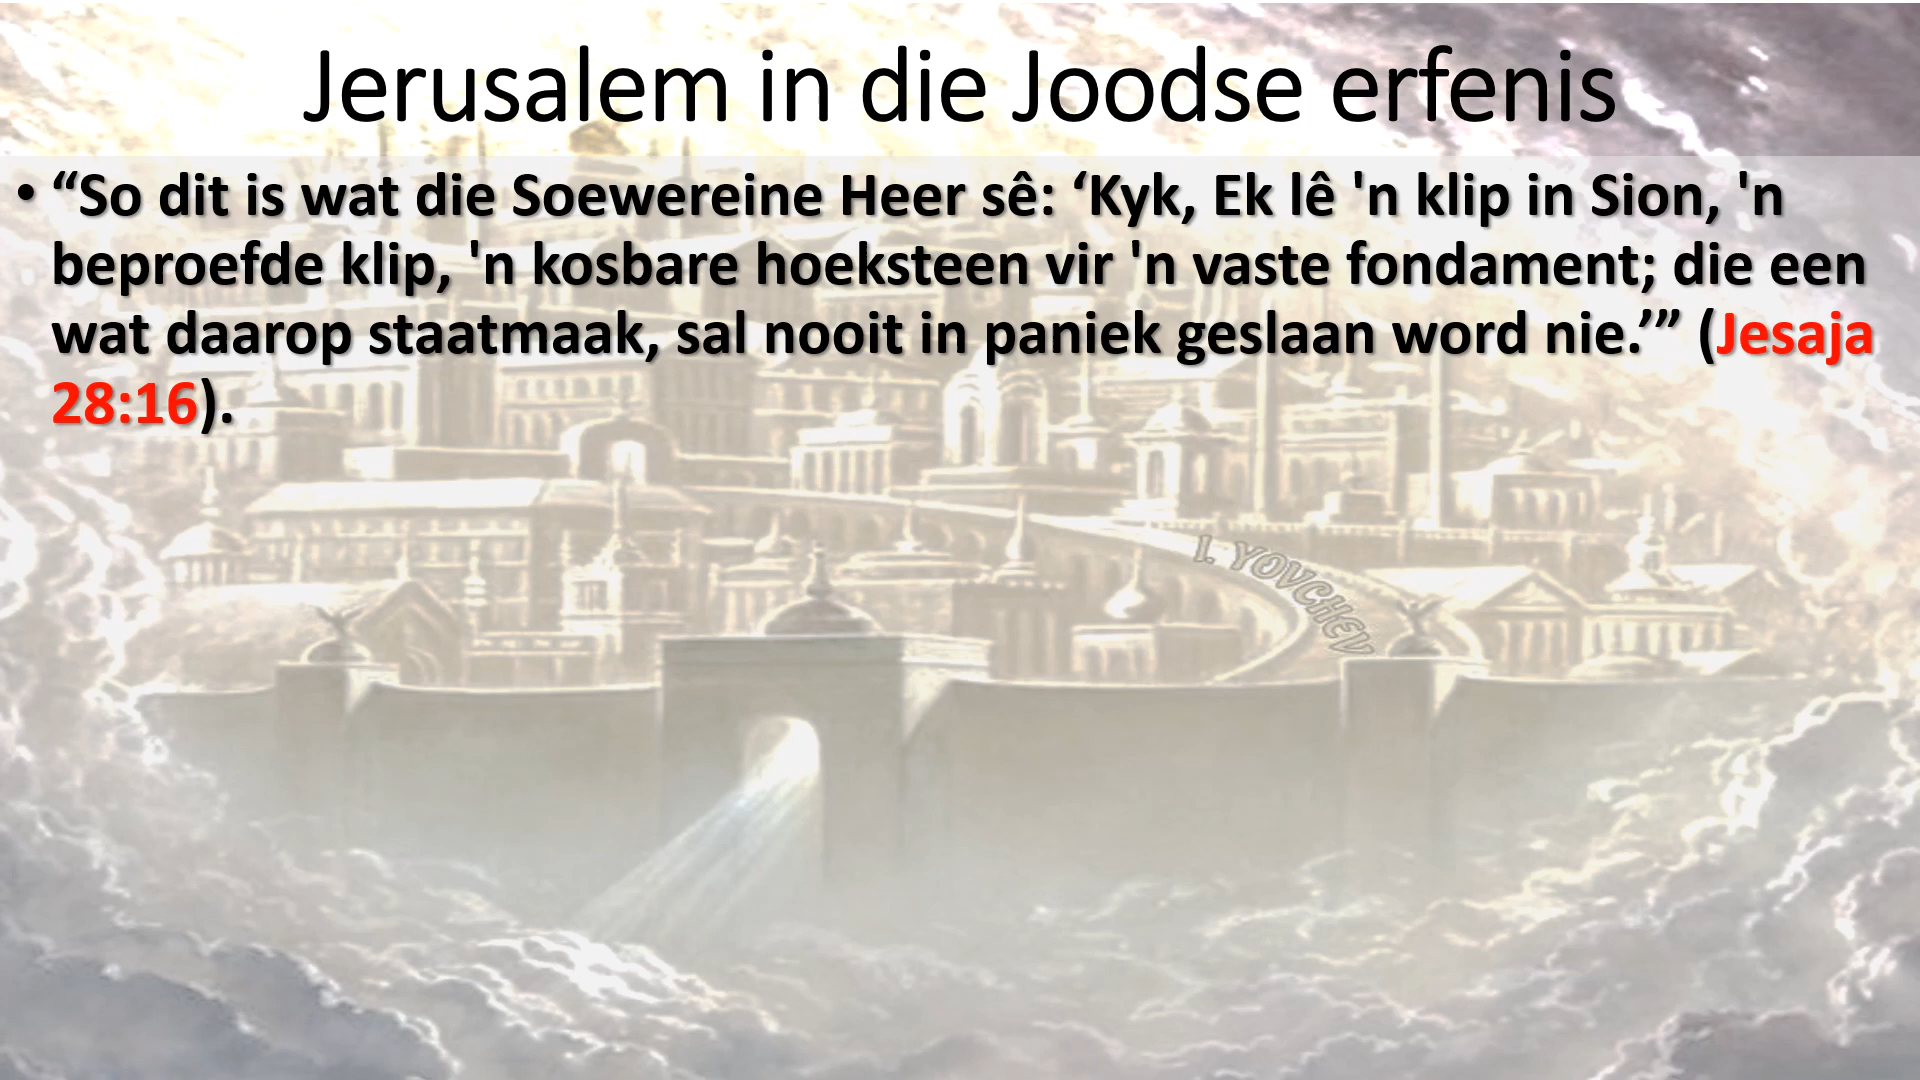 Jerusalem in die Joodse erfenis
• “So dit is wat die Soewereine Heer sê: ‘Kyk, Ek lê 'n klip in Sion, 'n
beproefde klip, 'n kosbare hoeksteen vir 'n vaste fondament; die een
wat daarop staatmaak, sal nooit in paniek geslaan word nie.’” (Jesaja
28:16).
I. YOVCHEV